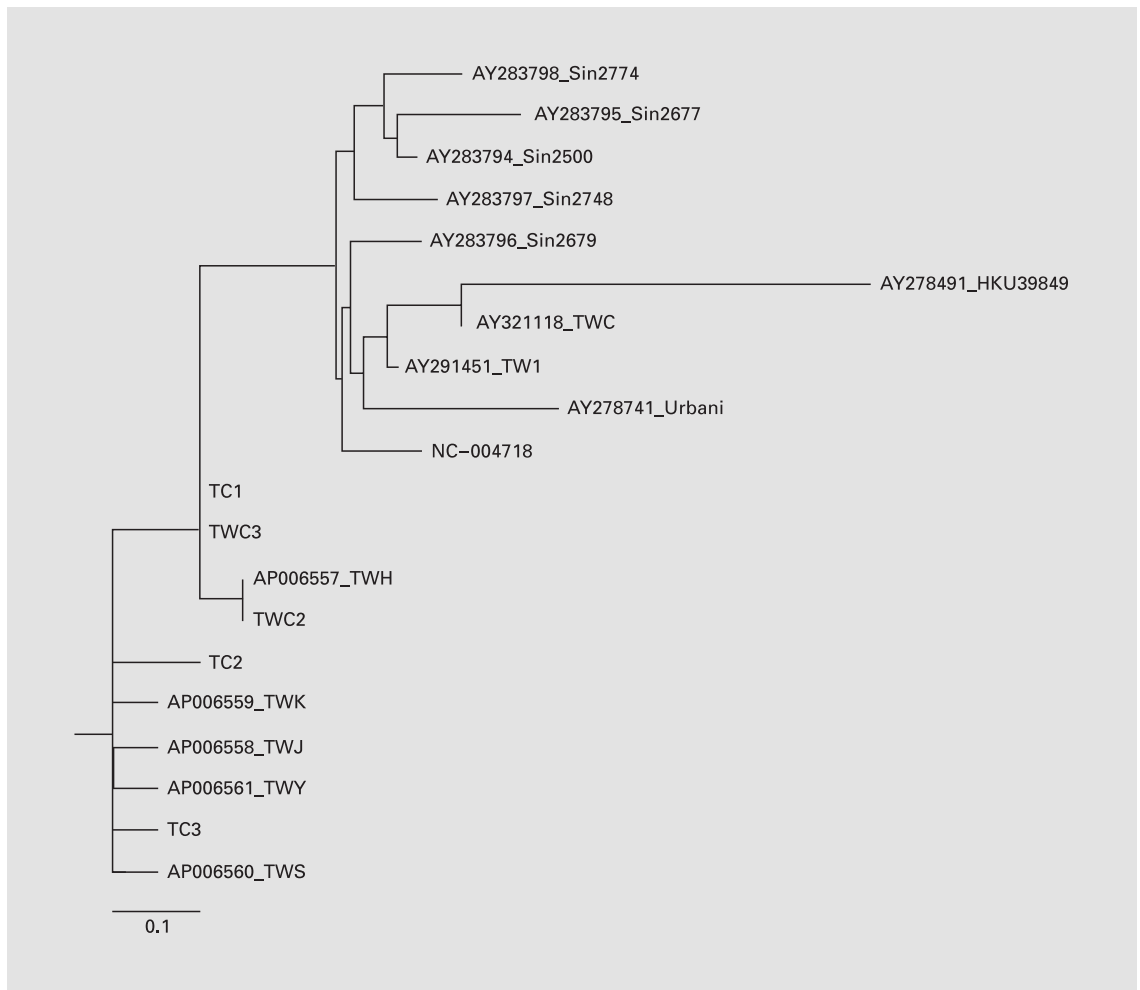 AY283798_Sin2774
AY283795_Sin2677
AY283794_Sin2500
AY283797_Sin2748
AY283796_Sin2679
AY278491_HKU39849
AY321118_TWC
AY291451_TW1
AY278741_Urbani
NC−004718
TC1
TWC3
AP006557_TWH
TWC2
TC2
AP006559_TWK
AP006558_TWJ
AP006561_TWY
TC3
AP006560_TWS
0.1